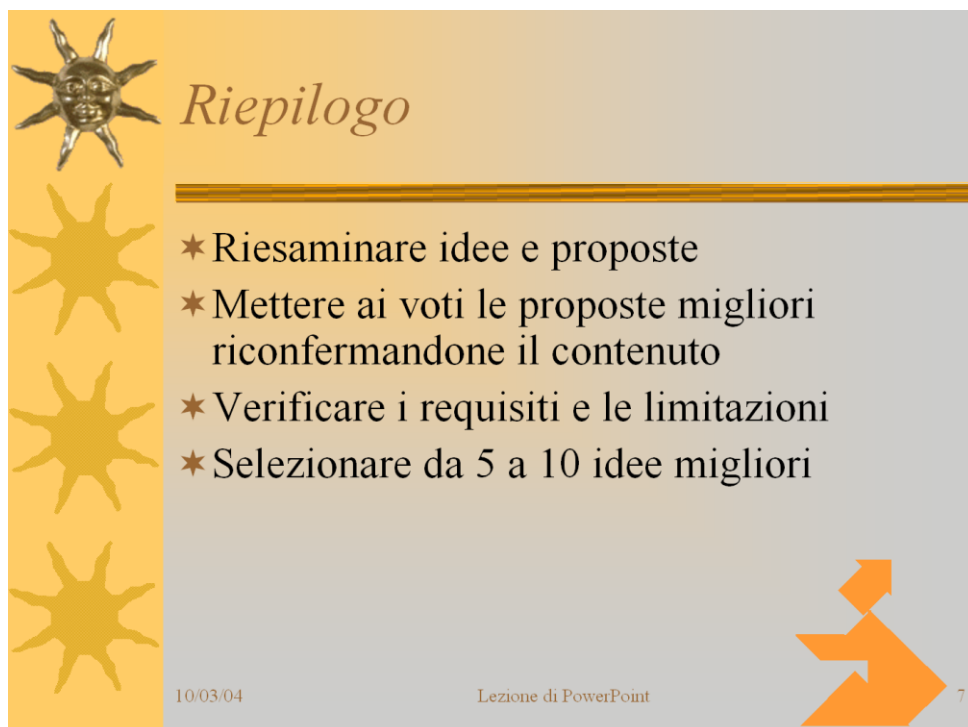 Riepilogo
Riesaminare idee e proposte
Mettere ai voti le proposte migliori
riconfermandone il contenuto
Verificare i requisiti e le limitazioni
Selezionare da 5 a 10 idee migliori
10/03/04
Lezione di PowerPoint
7